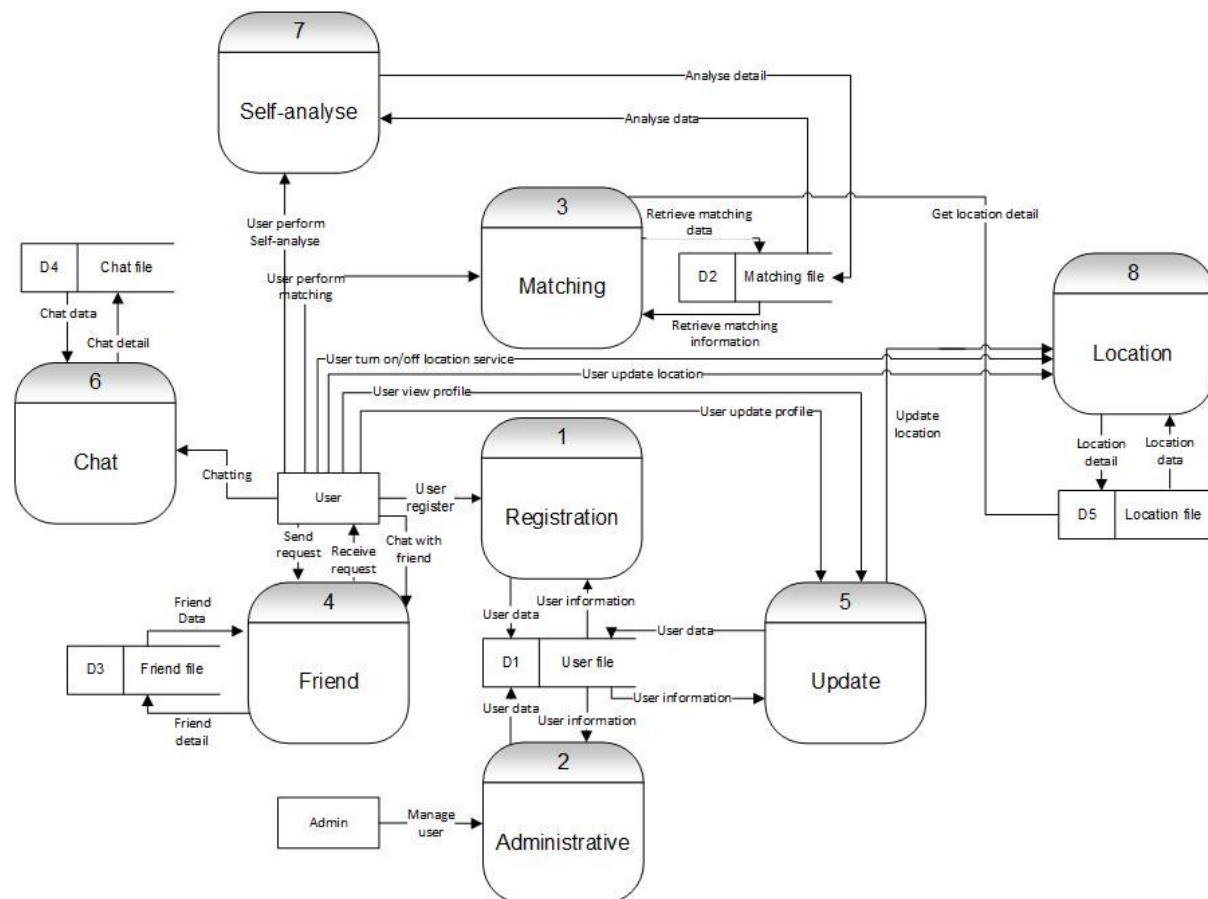 7
Self-analyse
Analyse detail
Analyse data
User perform
Self-analyse
3
Matching
Retrieve matching
data
Get location detail
D2
Matching file
Retrieve matching
information
User perform
matching
D4
Chat file
Chat data
Chat detail
6
Chat
8
Location
User turn on/off location service
User update location
User view profile
User update profile
Update
location
Location
detail
Location
data
D5
Location file
Chatting
User
User
register
1
Registration
Send
request
Receive
request
Chat with
friend
4
Friend
Friend
Data
D3
Friend file
Friend
detail
User data
User information
D1
User file
User data
User information
5
Update
User data
User information
2
Administrative
Admin
Manage
user